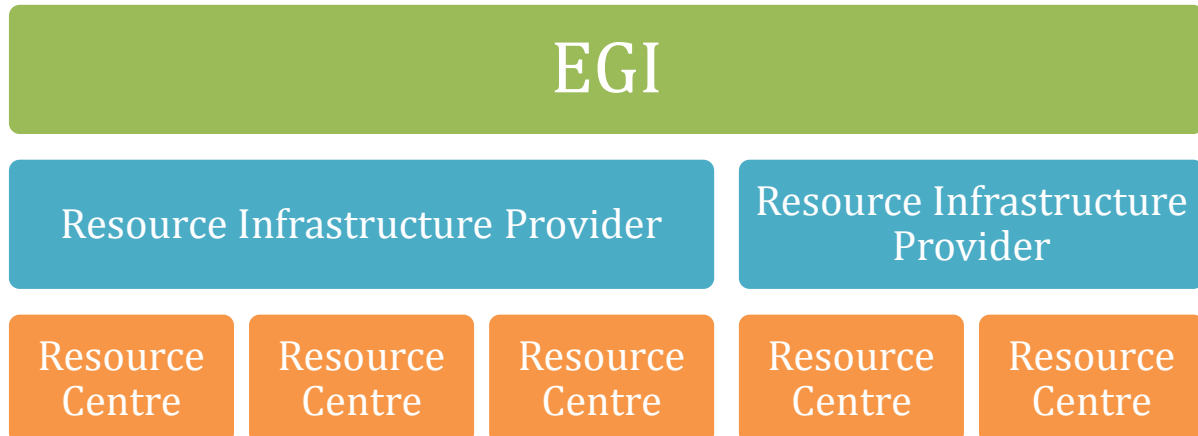 EGI
Resource Infrastructure Provider
Resource Infrastructure
Provider
Resource
Centre
Resource
Centre
Resource
Centre
Resource
Centre
Resource
Centre